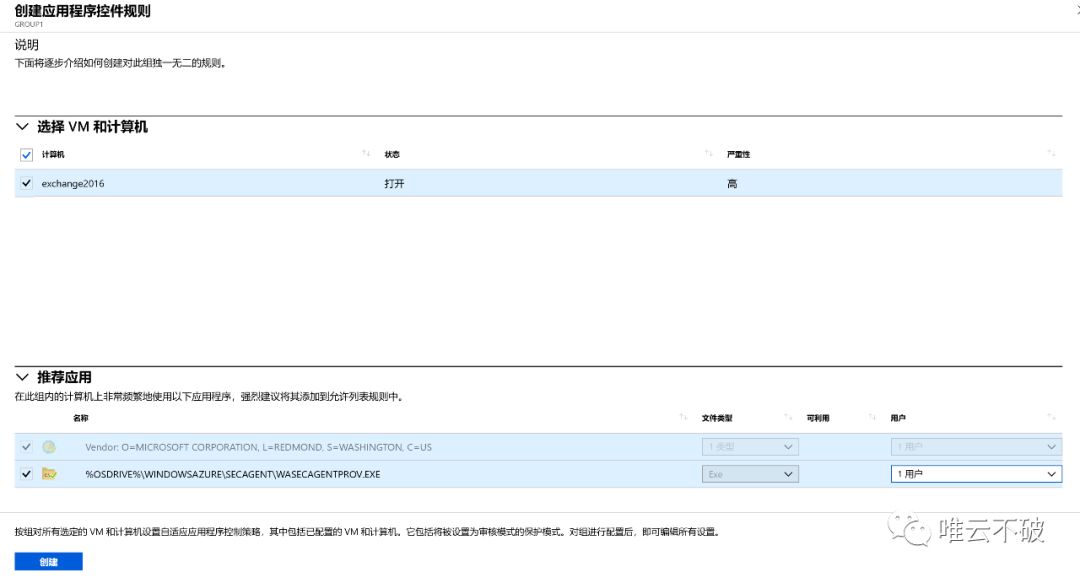 创建应用程序控件规则
GROUP1
说明
下面将逐步介绍如何创建对此组独一无二的规则。
选择 VM 和计算机
计算机 状态 严重性
exchange2016 打开 高
推荐应用
在此组内的计算机上非常频繁地使用以下应用程序，强烈建议将其添加到允许列表规则中。
名称 文件类型 可利用 用户
Vendor: O=MICROSOFT CORPORATION, L=REDMOND, S=WASHINGTON, C=US 1 类型 1 用户
%OSDRIVE%\WINDOWSAZURE\SECAGENT\WASECAGENTPROV.EXE Exe 1 用户
按组对所有选定的 VM 和计算机设置自适应应用程序控制策略，其中包括已配置的 VM 和计算机。它包括将被设置为审核模式的保护模式。对组进行配置后，即可编辑所有设置。
唯云不破
创建